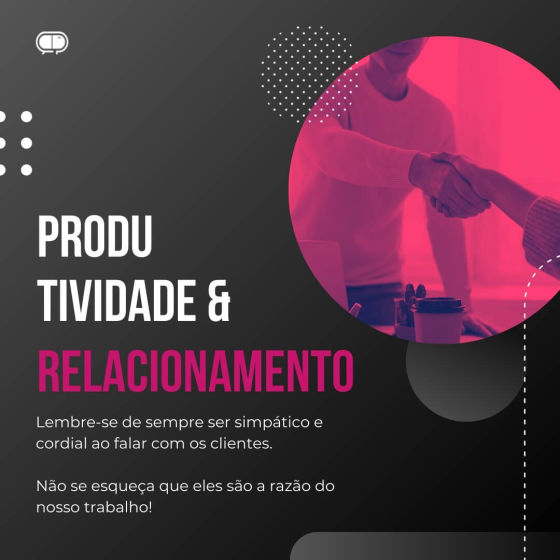 PRODU
TIVIDADE &
RELACIONAMENTO
Lembre-se de sempre ser simpático e
cordial ao falar com os clientes.
Não se esqueça que eles são a razão do
nosso trabalho!